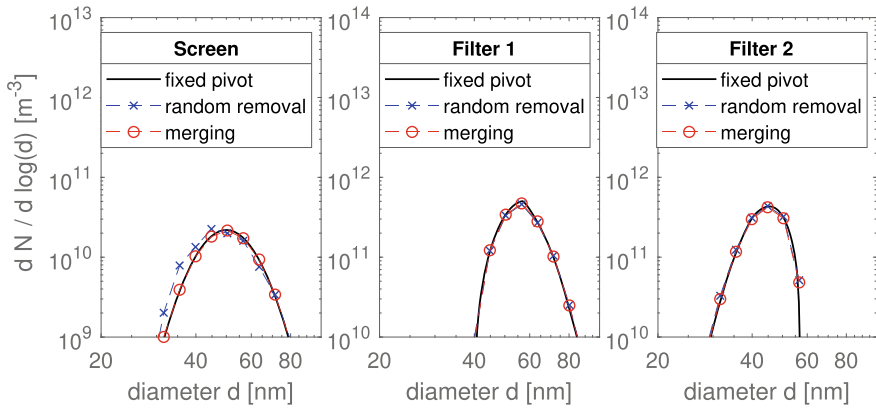 Screen
fixed pivot
random removal
merging
10^13
10^12
10^11
10^10
10^9
d N / d log(d) [m^-3]
20
40
60
80
diameter d [nm]
Filter 1
fixed pivot
random removal
merging
10^14
10^13
10^12
10^11
10^10
20
40
60
80
diameter d [nm]
Filter 2
fixed pivot
random removal
merging
10^14
10^13
10^12
10^11
10^10
20
40
60
80
diameter d [nm]